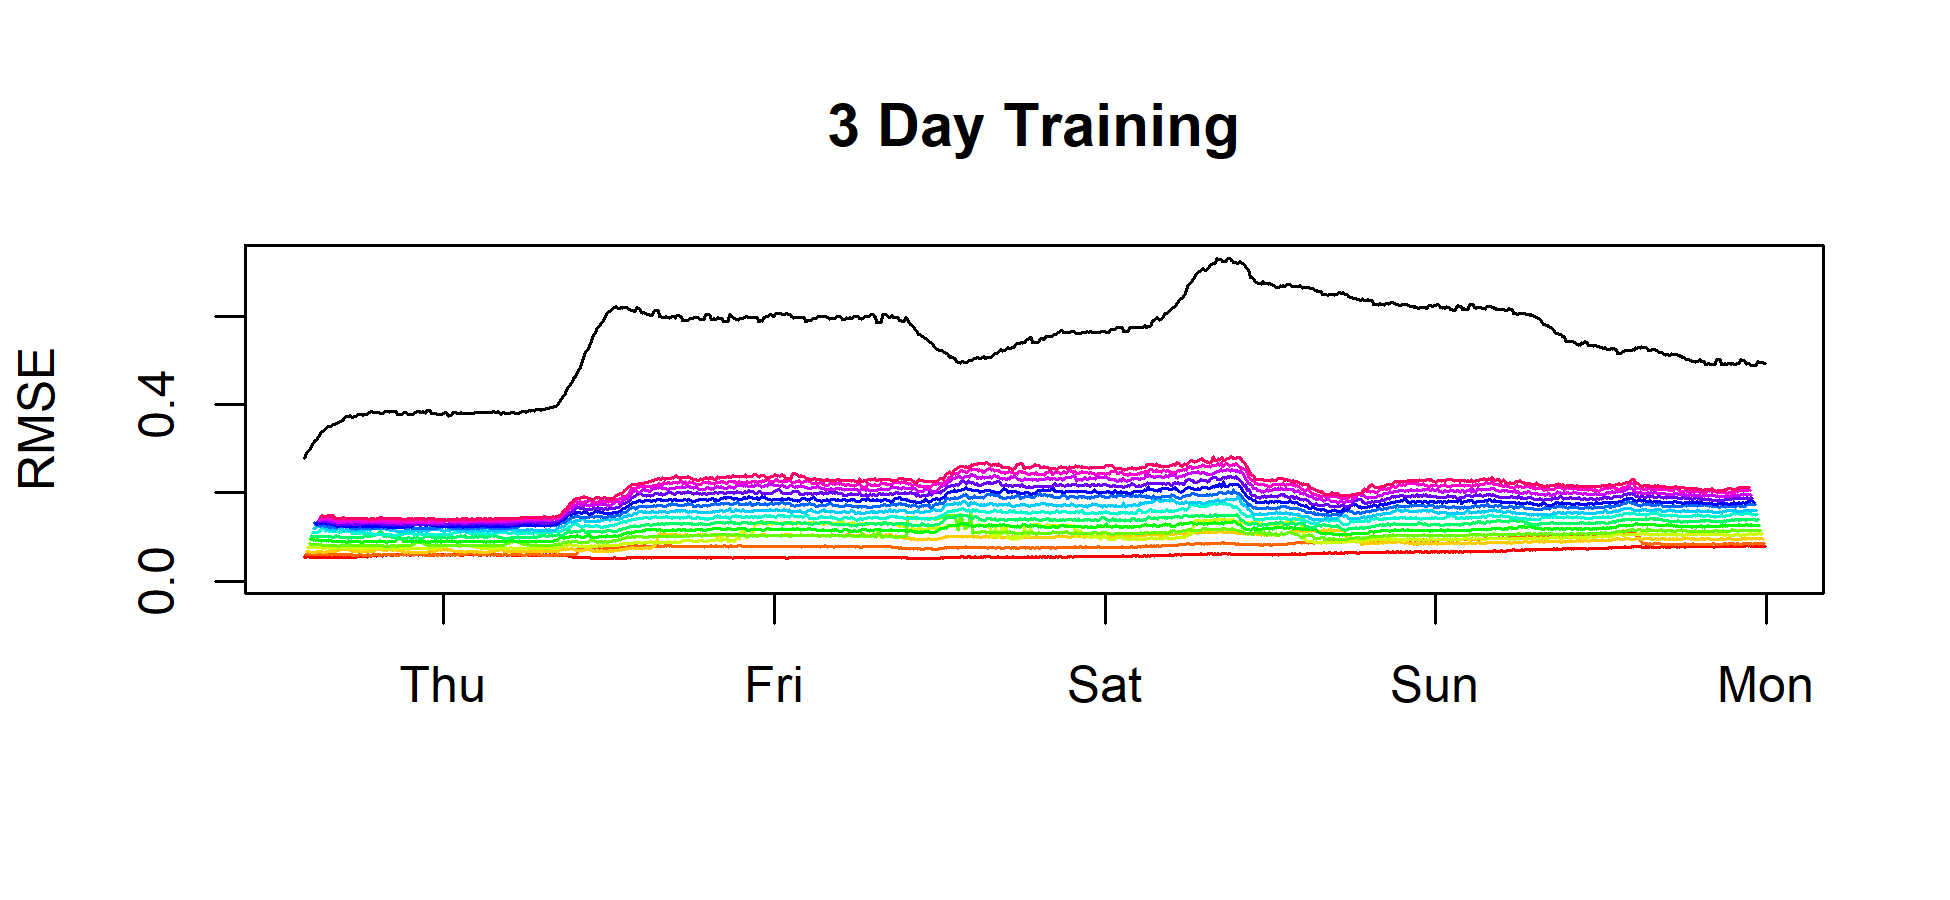 3 Day Training
RMSE
0.4
0.0
Thu Fri Sat Sun Mon